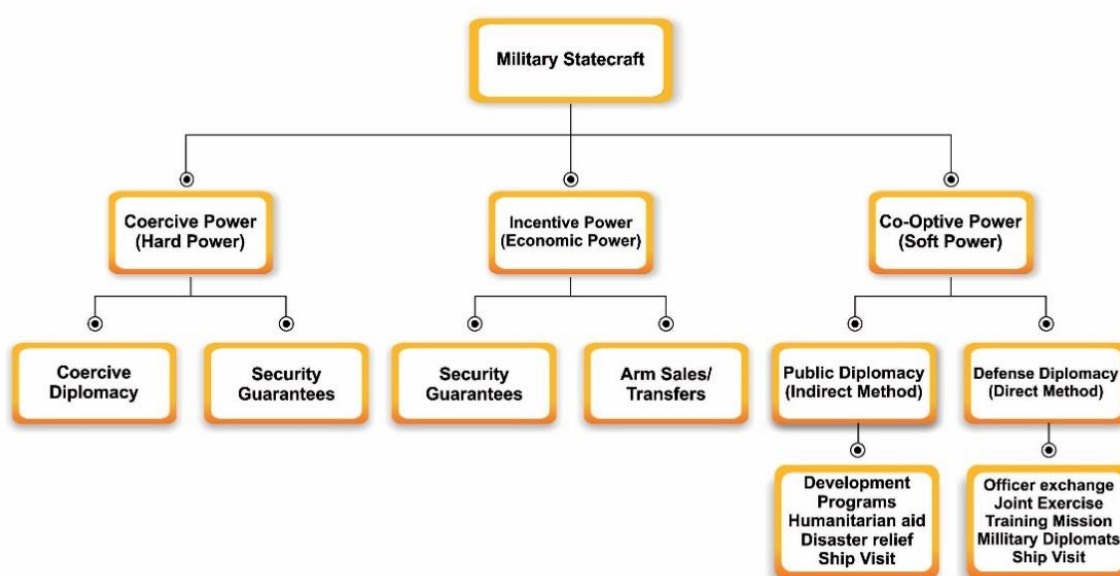 Military Statecraft
Coercive Power
(Hard Power)
Incentive Power
(Economic Power)
Co-Optive Power
(Soft Power)
Coercive
Diplomacy
Security
Guarantees
Security
Guarantees
Arm Sales/
Transfers
Public Diplomacy
(Indirect Method)
Defense Diplomacy
(Direct Method)
Development
Programs
Humanitarian aid
Disaster relief
Ship Visit
Officer exchange
Joint Exercise
Training Mission
Millitary Diplomats
Ship Visit